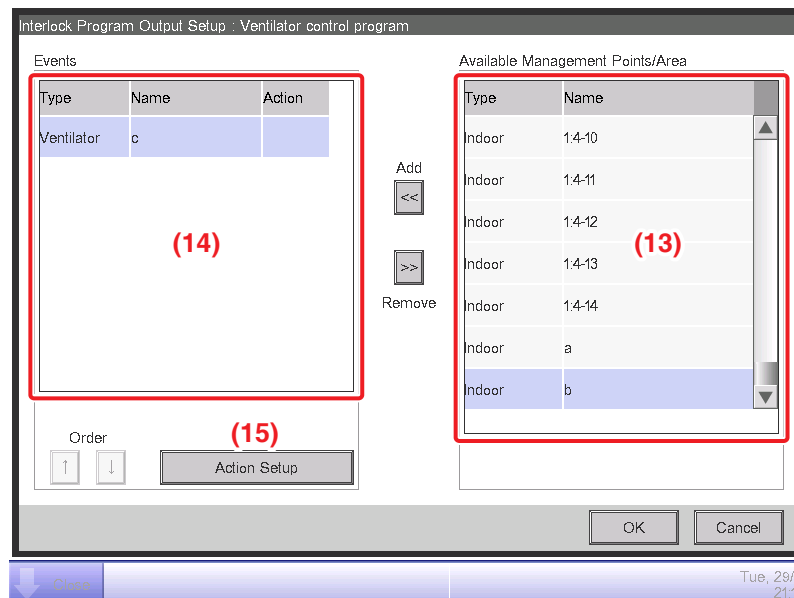 Interlock Program Output Setup : Ventilator control program
Events
Available Management Points/Area
Type Name Action
Ventilator c
(14)
Add
<<
>>
Remove
Type Name
Indoor 1:4-10
Indoor 1:4-11
Indoor 1:4-12
Indoor 1:4-13
Indoor 1:4-14
Indoor a
Indoor b
(13)
Order
(15)
↑ ↓
Action Setup
OK Cancel
Tue, 29/